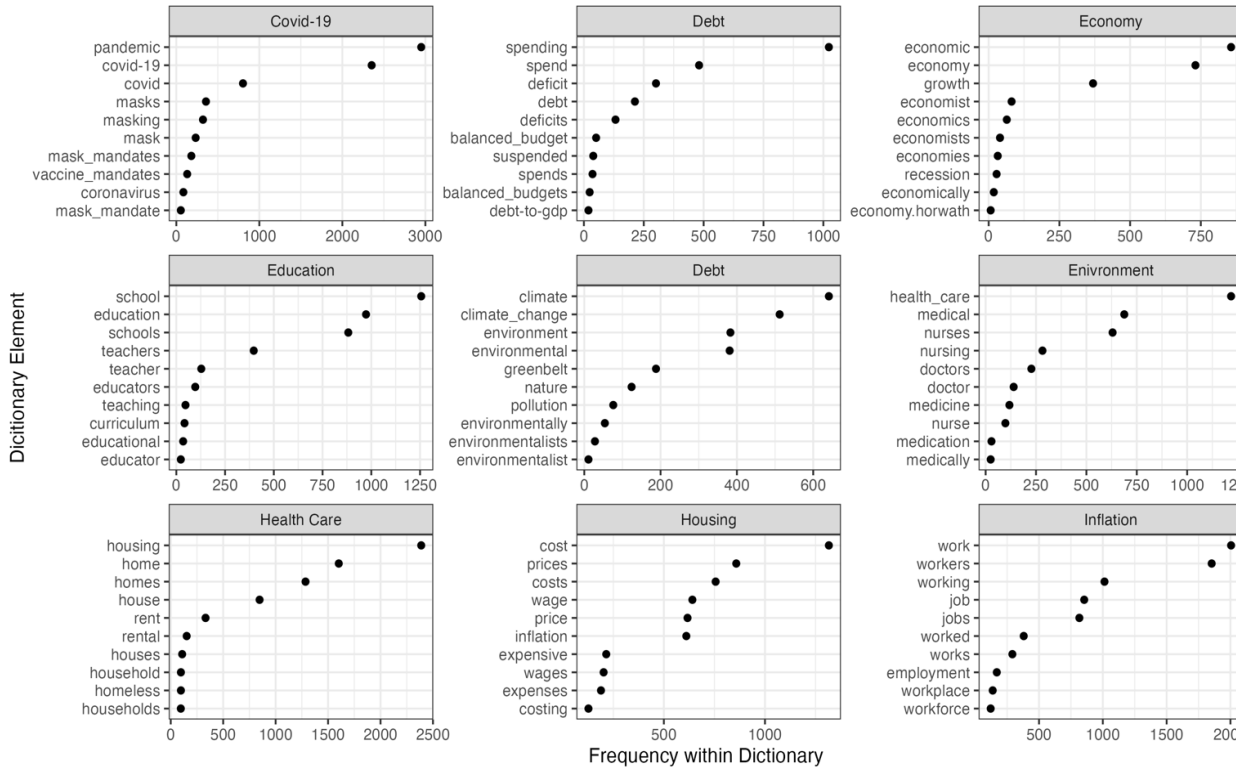 Covid-19
pandemic
covid-19
covid
masks
masking
mask
mask_mandates
vaccine_mandates
coronavirus
mask_mandate
0 1000 2000 3000
Debt
spending
spend
deficit
debt
deficits
balanced_budget
suspended
spends
balanced_budgets
debt-to-gdp
0 250 500 750 1000
Economy
economic
economy
growth
economist
economics
economists
economies
recession
economically
economy.horwath
0 250 500 750
Education
school
education
schools
teachers
teacher
educators
teaching
curriculum
educational
educator
0 250 500 750 1000 1250
Debt
climate
climate_change
environment
environmental
greenbelt
nature
pollution
environmentally
environmentalists
environmentalist
0 200 400 600
Enivronment
health_care
medical
nurses
nursing
doctors
doctor
medicine
nurse
medication
medically
0 250 500 750 1000 12
Health Care
housing
home
homes
house
rent
rental
houses
household
homeless
households
0 500 1000 1500 2000 2500
Housing
cost
prices
costs
wage
price
inflation
expensive
wages
expenses
costing
500 1000
Inflation
work
workers
working
job
jobs
worked
works
employment
workplace
workforce
500 1000 1500 200
Dicitionary Element
Frequency within Dictionary